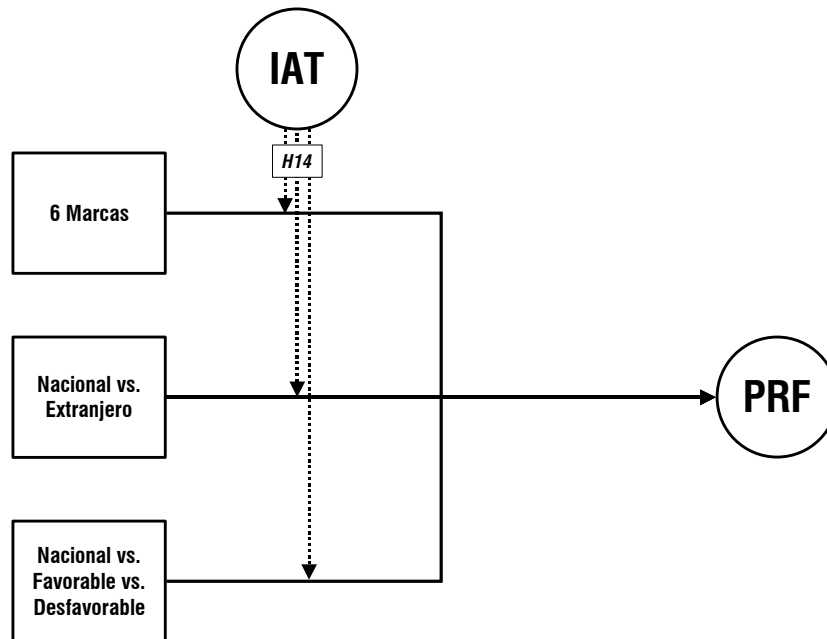 IAT
H14
6 Marcas
Nacional vs.
Extranjero
PRF
Nacional vs.
Favorable vs.
Desfavorable